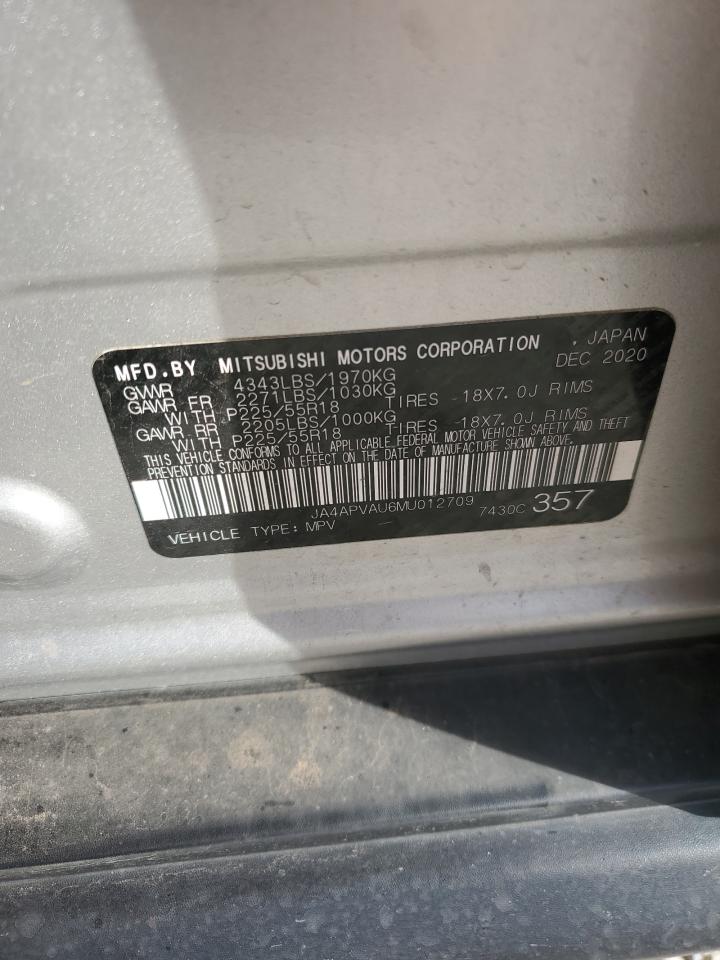 MFD.BY MITSUBISHI MOTORS CORPORATION , JAPAN
DEC 2020
GVWR 4343LBS/1970KG
GAWR FR 2271LBS/1030KG TIRES -18X7.0J RIMS
WITH P225/55R18
GAWR RR 2205LBS/1000KG TIRES -18X7.0J RIMS
WITH P225/55R18
THIS VEHICLE CONFORMS TO ALL APPLICABLE FEDERAL MOTOR VEHICLE SAFETY AND THEFT
PREVENTION STANDARDS IN EFFECT ON THE DATE OF MANUFACTURE SHOWN ABOVE.
JA4APVAU6MU012709
VEHICLE TYPE: MPV 7430C 357